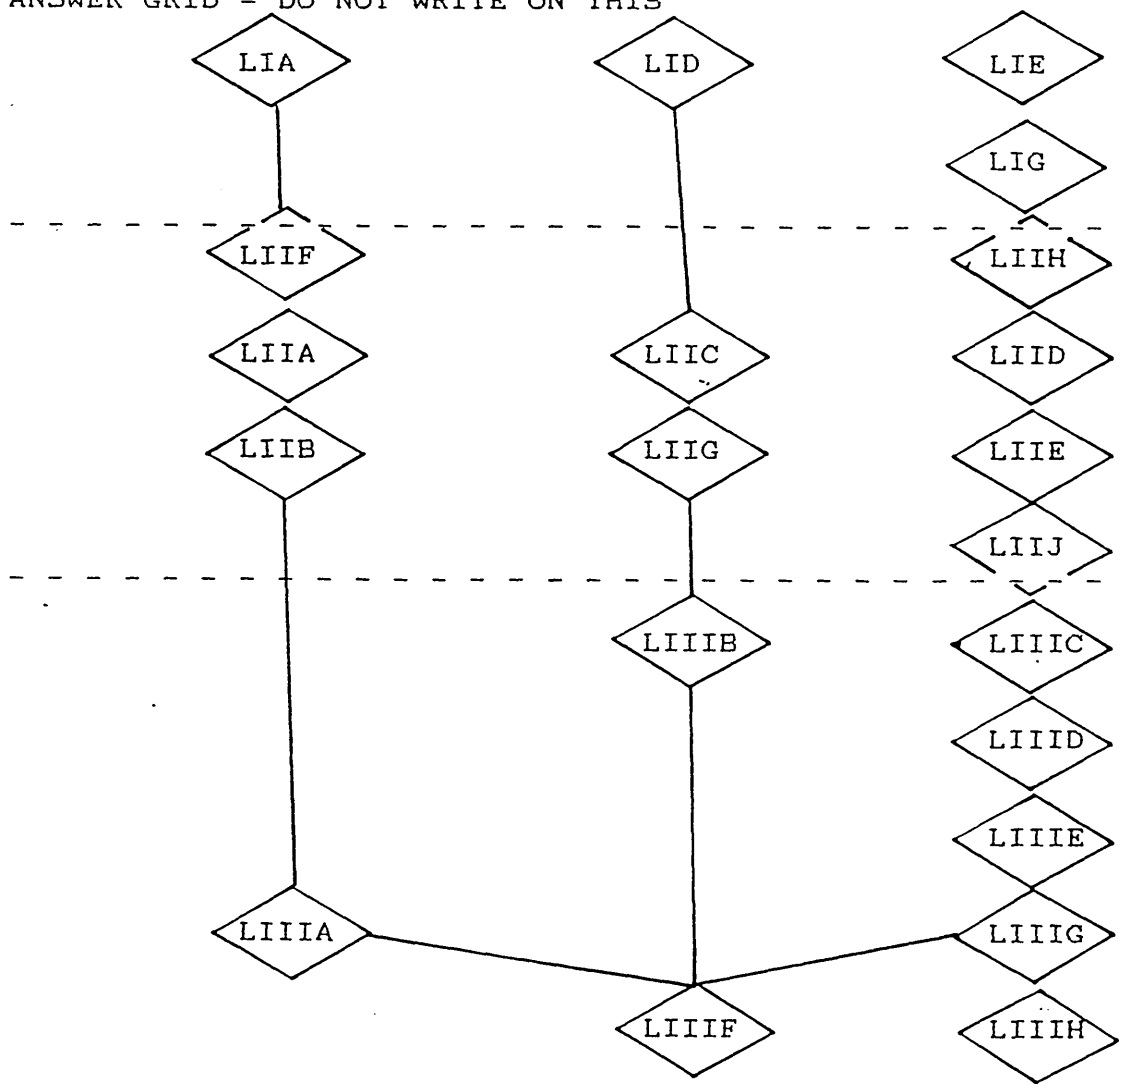 ANSWER GRID - DO NOT WRITE ON THIS
LIA LID LIE
LIG
LIIF LIIH
LIIA LIIC LIID
LIIB LIIG LIIE
LIIJ
LIIIB LIIIC
LIIID
LIIIE
LIIIA LIIIG
LIIIF LIIIH